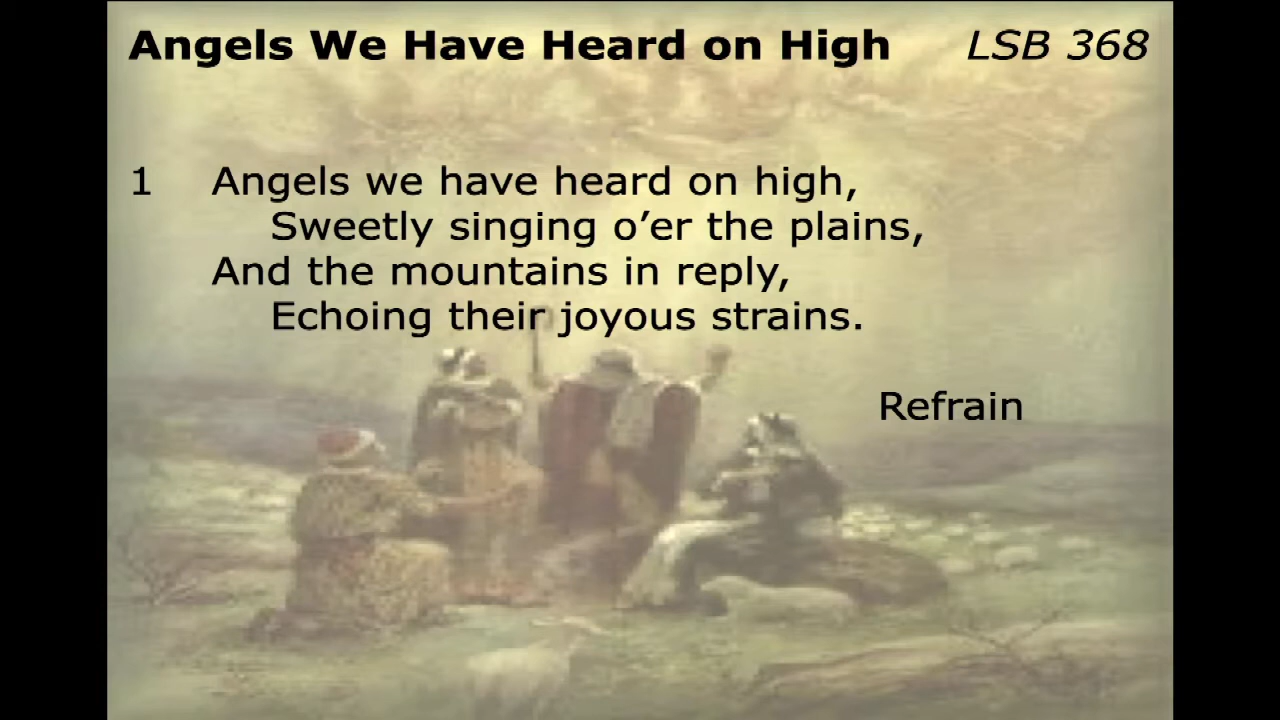 Angels We Have Heard on High LSB 368
1 Angels we have heard on high,
Sweetly singing o’er the plains,
And the mountains in reply,
Echoing their joyous strains.
Refrain